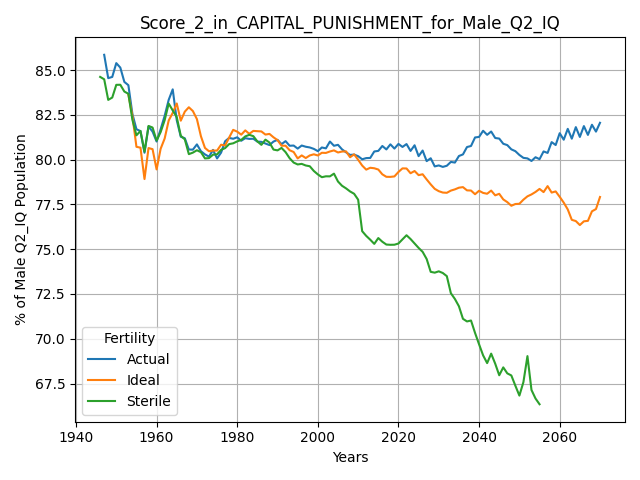 Score_2_in_CAPITAL_PUNISHMENT_for_Male_Q2_IQ
% of Male Q2_IQ Population
85.0
82.5
80.0
77.5
75.0
72.5
70.0
67.5
Fertility
Actual
Ideal
Sterile
1940 1960 1980 2000 2020 2040 2060
Years